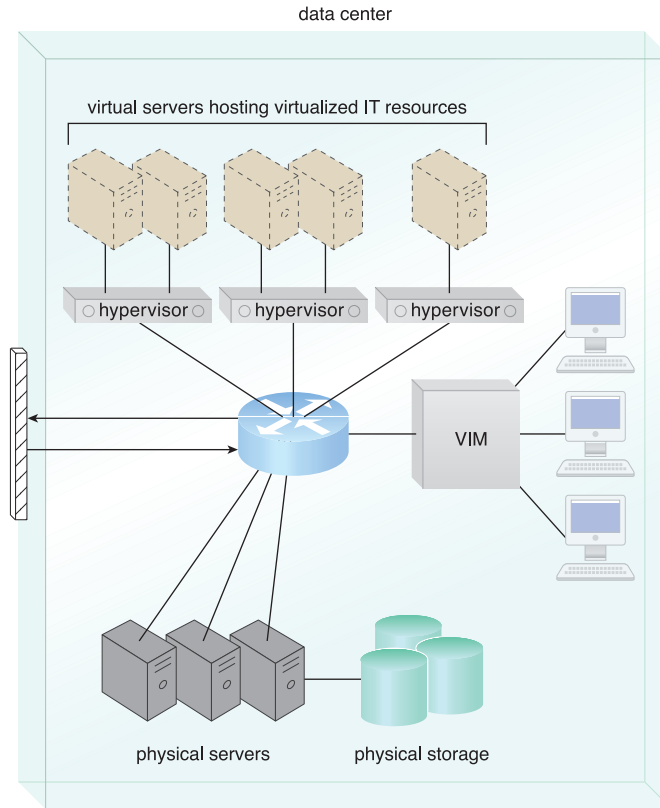 data center
virtual servers hosting virtualized IT resources
hypervisor
hypervisor
hypervisor
VIM
physical servers
physical storage